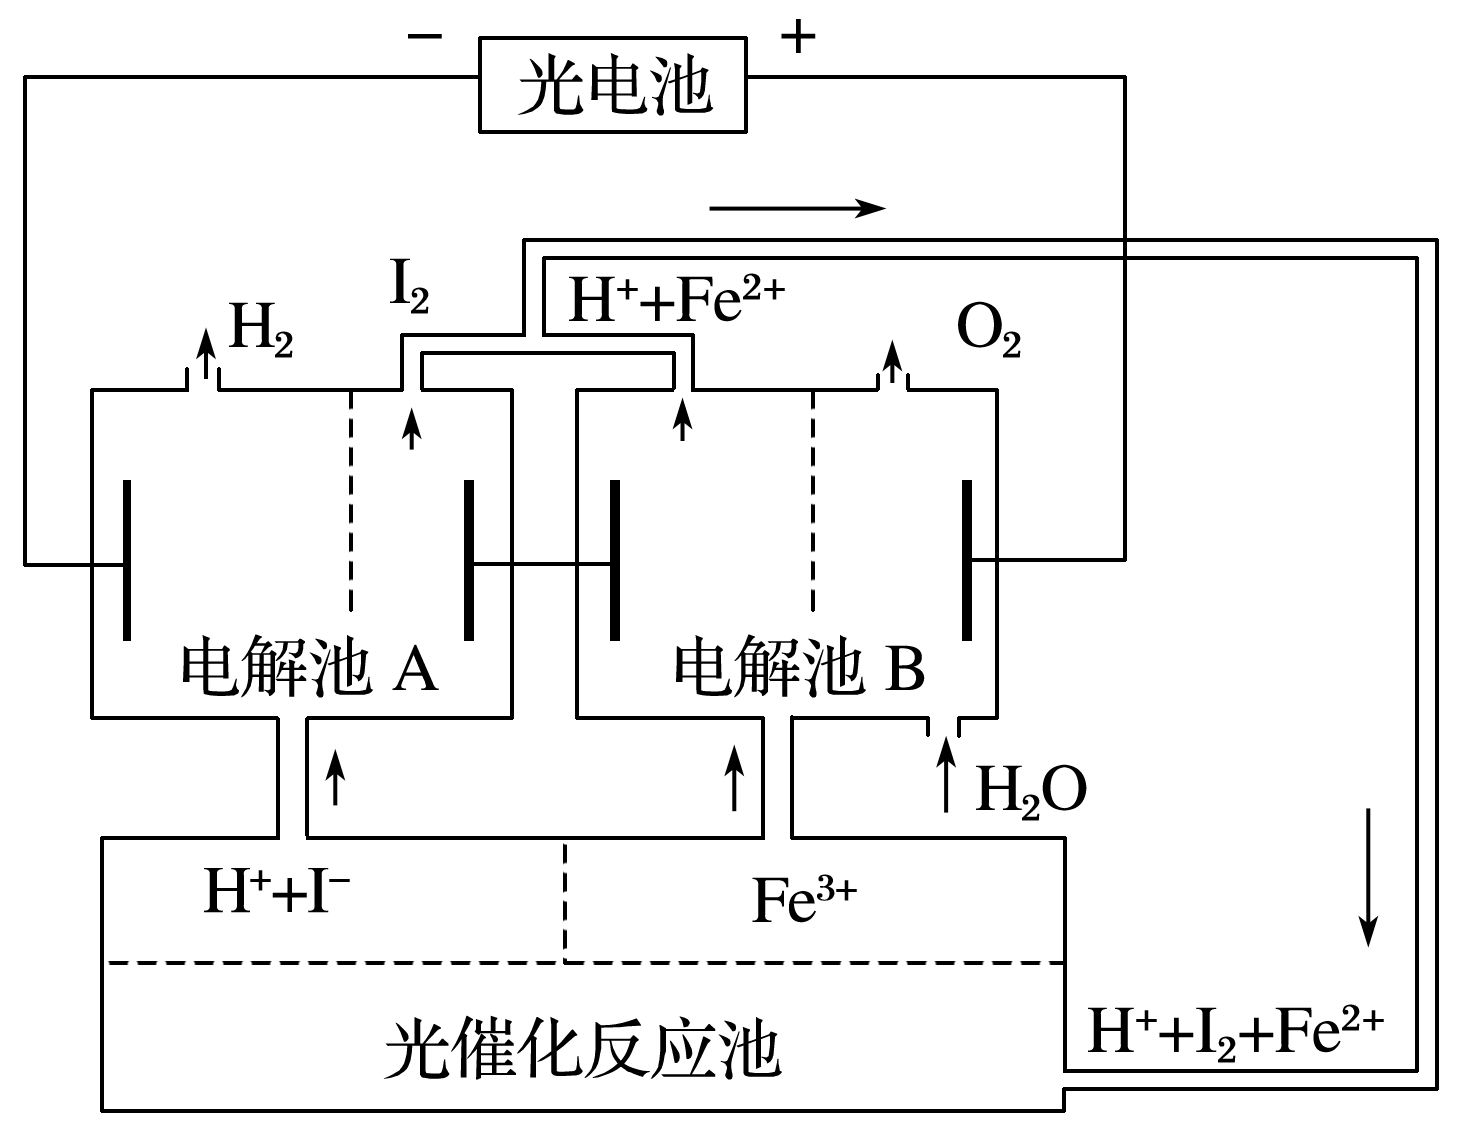 − +
光电池
I₂
H⁺+Fe²⁺
H₂
O₂
电解池 A
电解池 B
H₂O
H⁺+I⁻
Fe³⁺
H⁺+I₂+Fe²⁺
光催化反应池